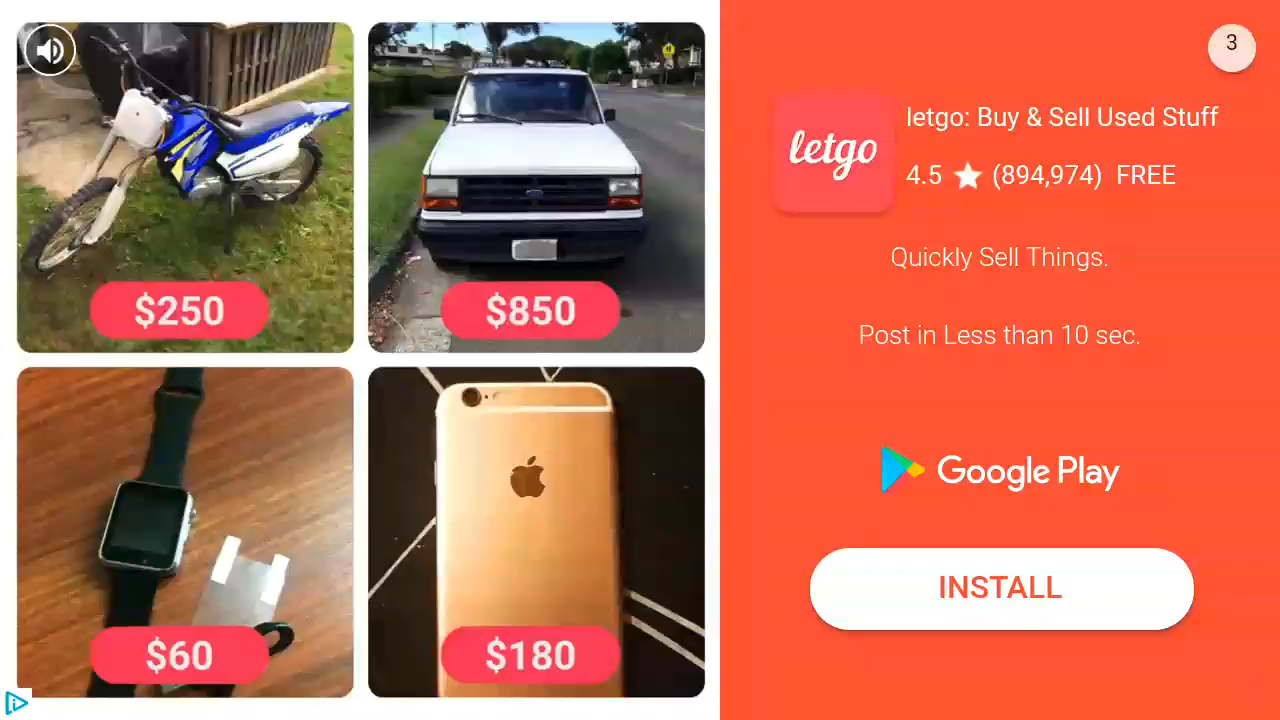 $250
$850
$60
$180
3
letgo
letgo: Buy & Sell Used Stuff
4.5 ★ (894,974) FREE
Quickly Sell Things.
Post in Less than 10 sec.
Google Play
INSTALL